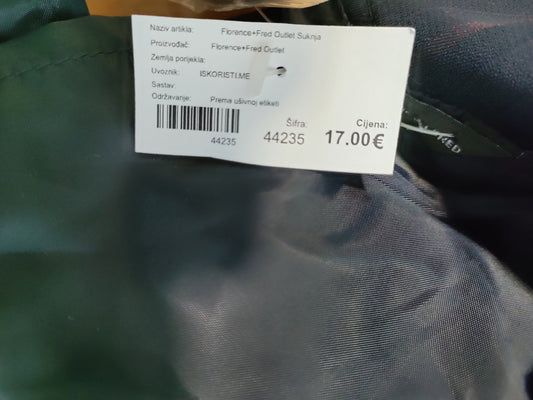 Naziv artikla: Florence+Fred Outlet Suknja
Proizvođač: Florence+Fred Outlet
Zemlja porijekla:
Uvoznik: ISKORISTI.ME
Sastav:
Održavanje: Prema ušivnoj etiketi
Šifra: Cijena:
44235 44235 17.00€